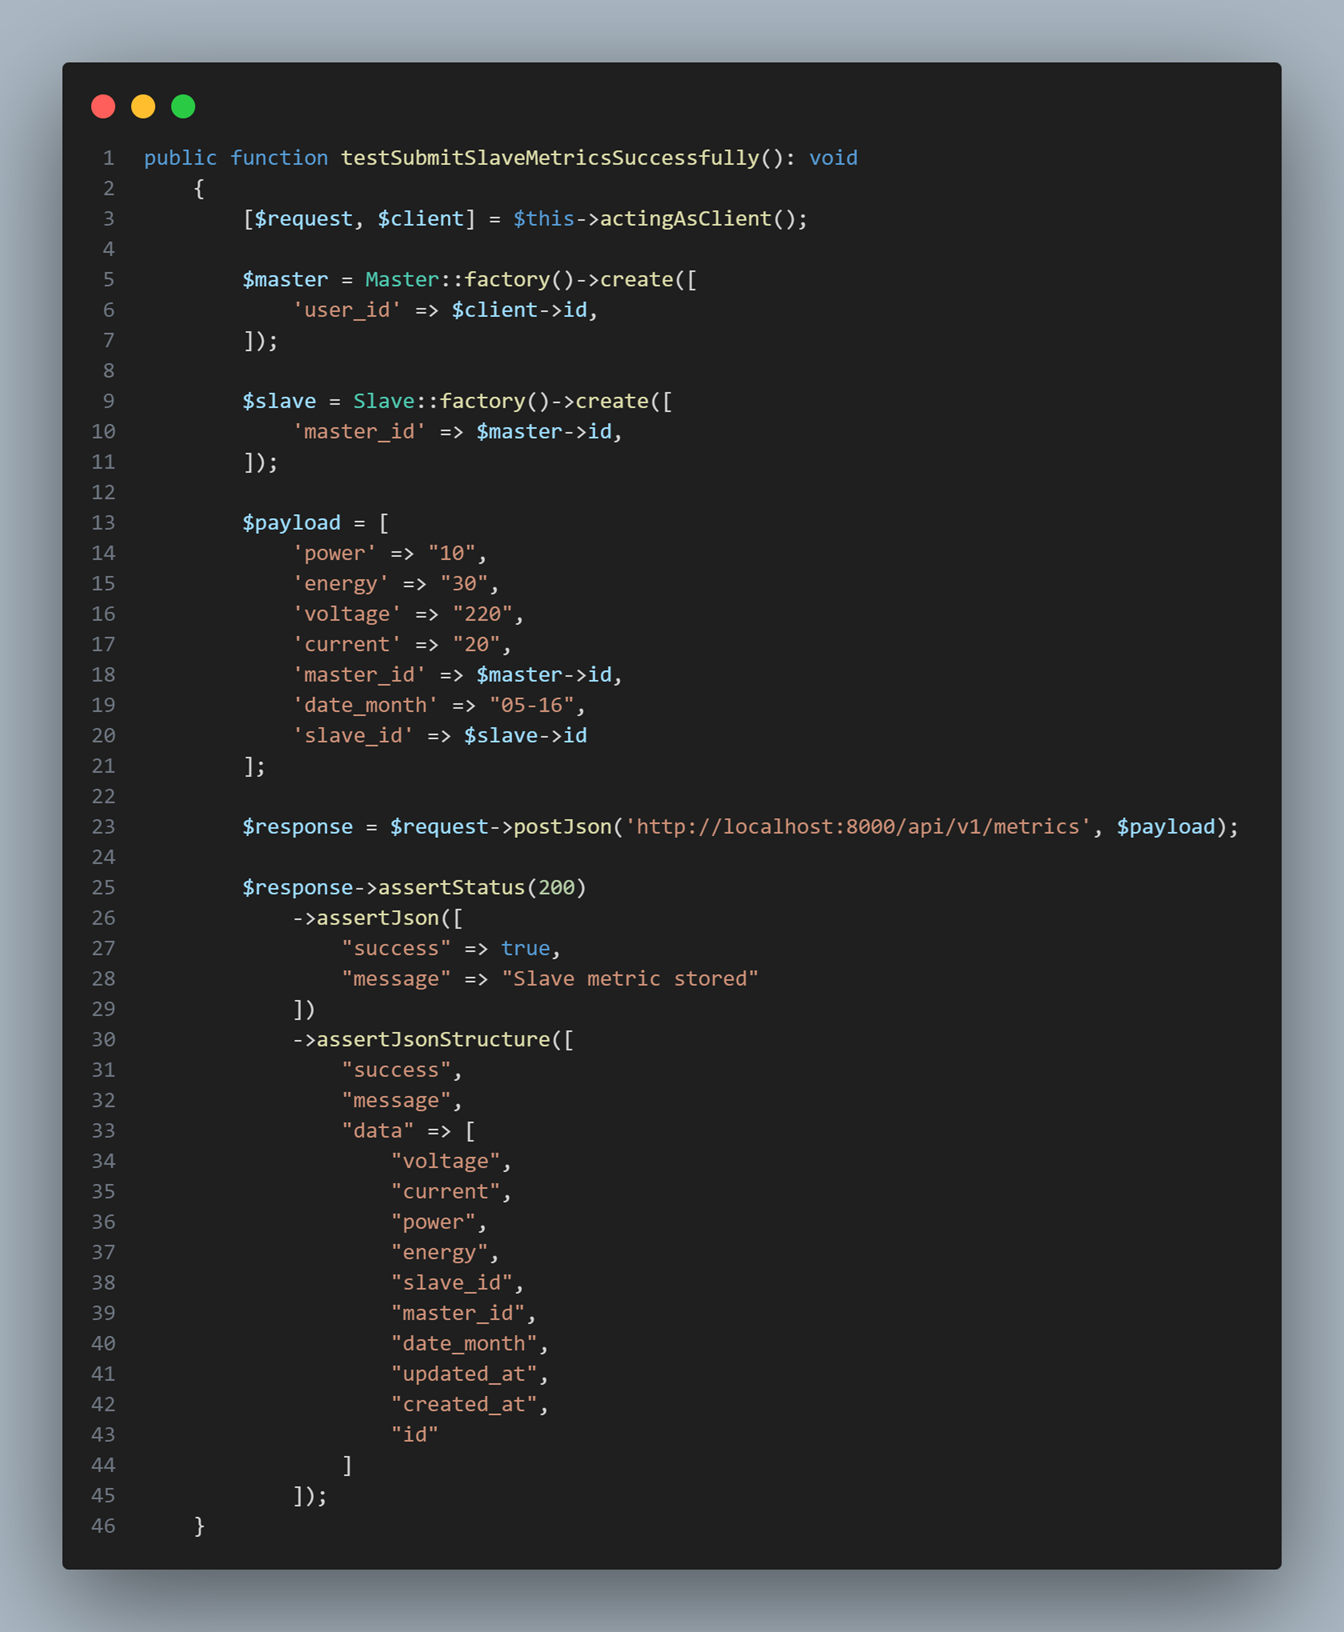 1 public function testSubmitSlaveMetricsSuccessfully(): void
2     {
3         [$request, $client] = $this->actingAsClient();
4
5         $master = Master::factory()->create([
6             'user_id' => $client->id,
7         ]);
8
9         $slave = Slave::factory()->create([
10             'master_id' => $master->id,
11         ]);
12
13         $payload = [
14             'power' => "10",
15             'energy' => "30",
16             'voltage' => "220",
17             'current' => "20",
18             'master_id' => $master->id,
19             'date_month' => "05-16",
20             'slave_id' => $slave->id
21         ];
22
23         $response = $request->postJson('http://localhost:8000/api/v1/metrics', $payload);
24
25         $response->assertStatus(200)
26             ->assertJson([
27                 "success" => true,
28                 "message" => "Slave metric stored"
29             ])
30             ->assertJsonStructure([
31                 "success",
32                 "message",
33                 "data" => [
34                     "voltage",
35                     "current",
36                     "power",
37                     "energy",
38                     "slave_id",
39                     "master_id",
40                     "date_month",
41                     "updated_at",
42                     "created_at",
43                     "id"
44                 ]
45             ]);
46     }